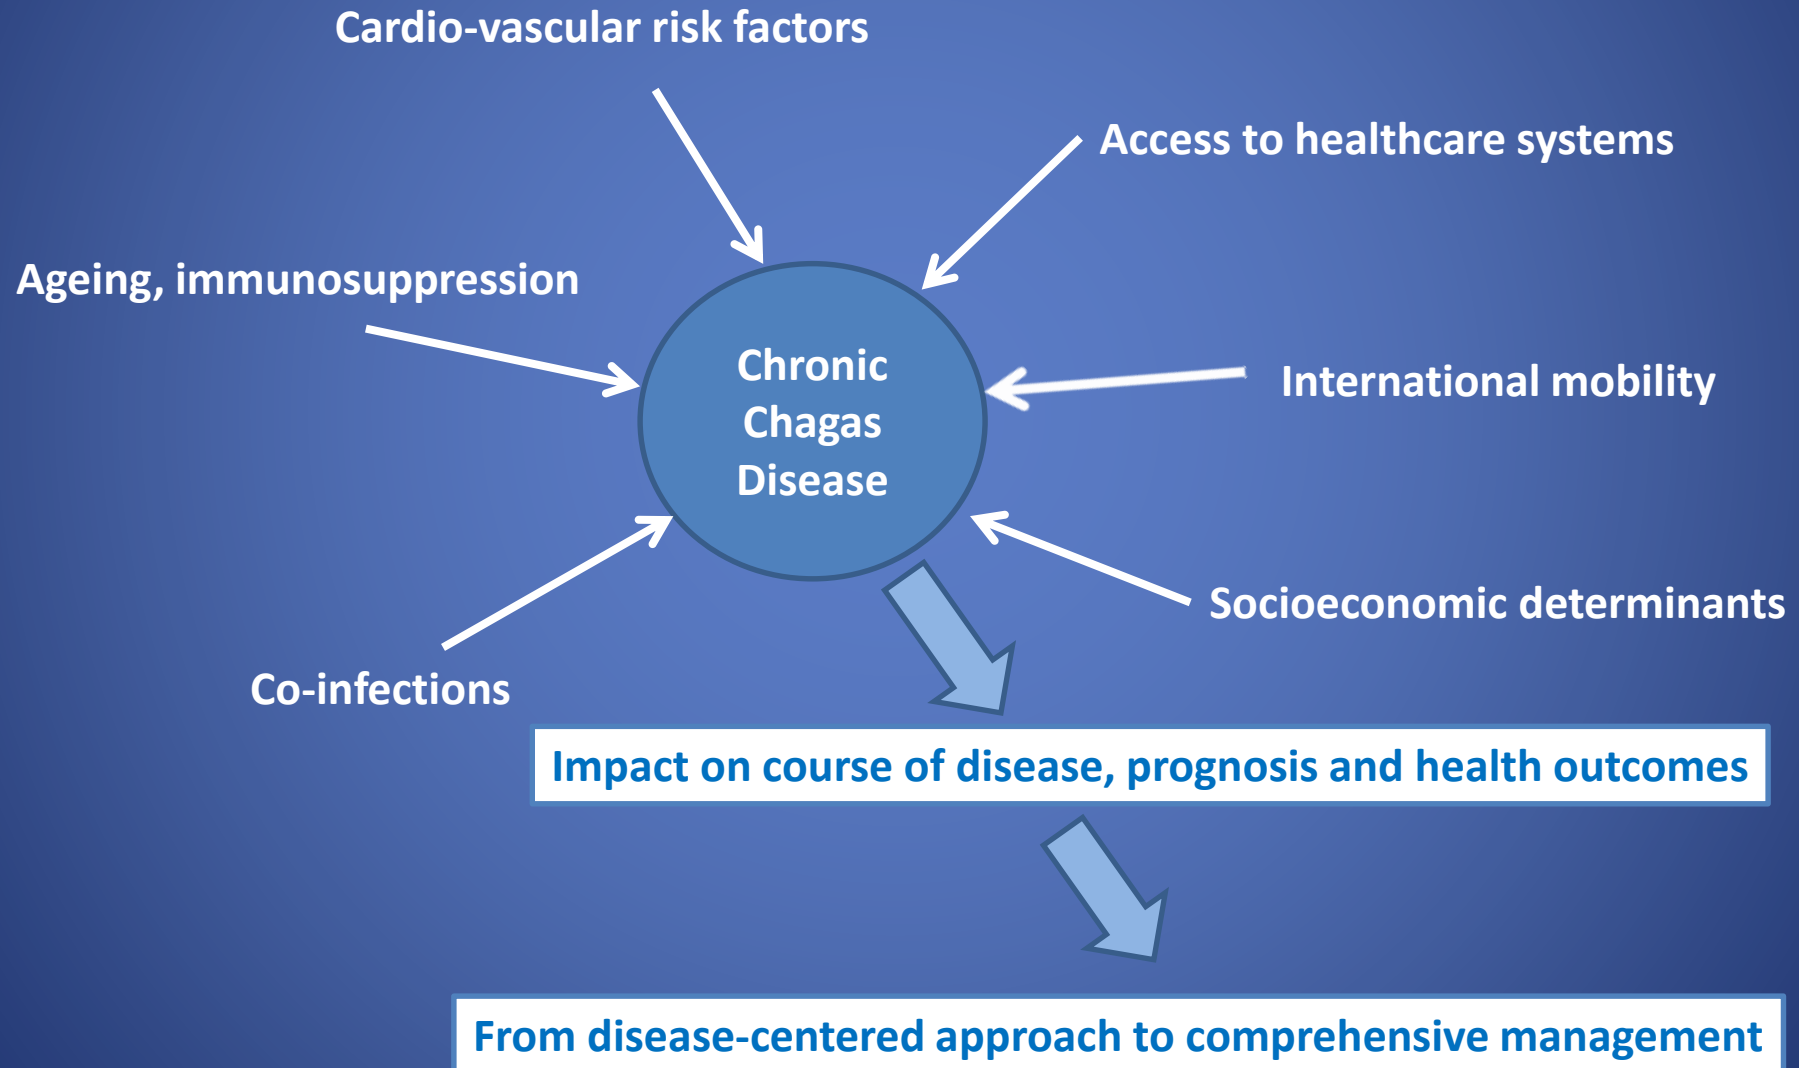 Cardio-vascular risk factors
Access to healthcare systems
Ageing, immunosuppression
Chronic
Chagas
Disease
International mobility
Socioeconomic determinants
Co-infections
Impact on course of disease, prognosis and health outcomes
From disease-centered approach to comprehensive management